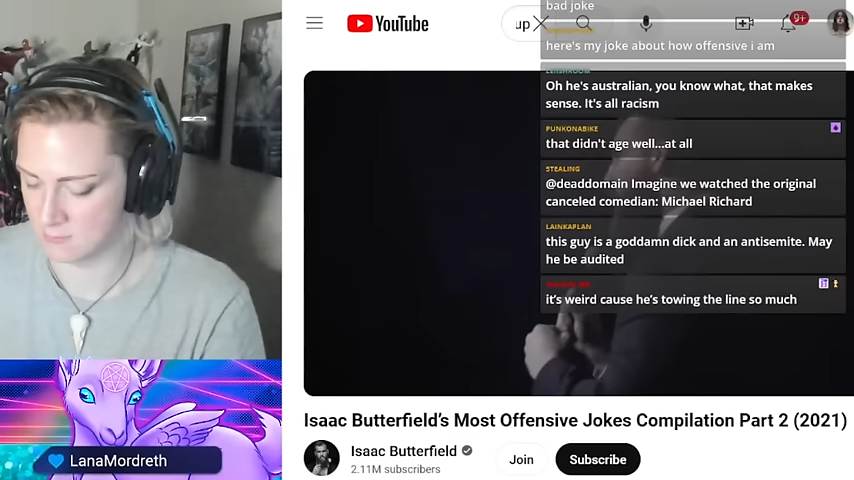 bad joke
YouTube
up
9+
here's my joke about how offensive i am
Oh he's australian, you know what, that makes
sense. It's all racism
PUNKONABIKE
that didn't age well...at all
STEALING
@deaddomain Imagine we watched the original
canceled comedian: Michael Richard
LAINKAPLAN
this guy is a goddamn dick and an antisemite. May
he be audited
it's weird cause he's towing the line so much
LanaMordreth
Isaac Butterfield's Most Offensive Jokes Compilation Part 2 (2021)
Isaac Butterfield
2.11M subscribers
Join
Subscribe